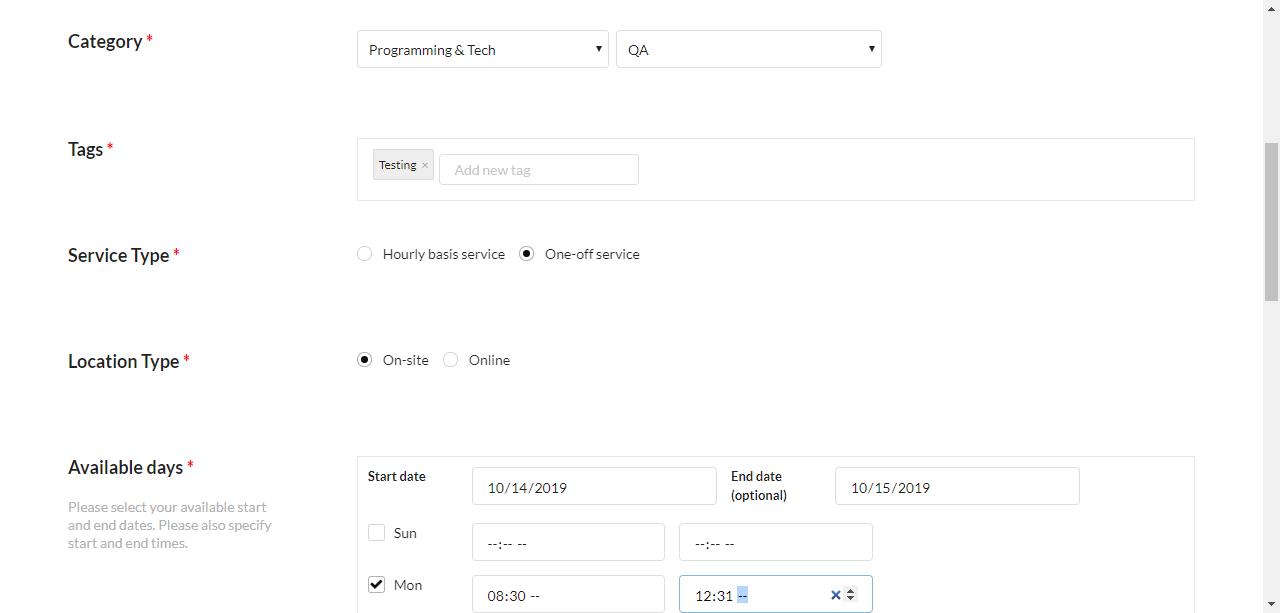 Category *
Programming & Tech
QA
Tags *
Testing ×
Add new tag
Service Type *
Hourly basis service
One-off service
Location Type *
On-site
Online
Available days *
Please select your available start
and end dates. Please also specify
start and end times.
Start date
10/14/2019
End date
(optional)
10/15/2019
Sun
--:-- --
--:-- --
Mon
08:30 --
12:31 --